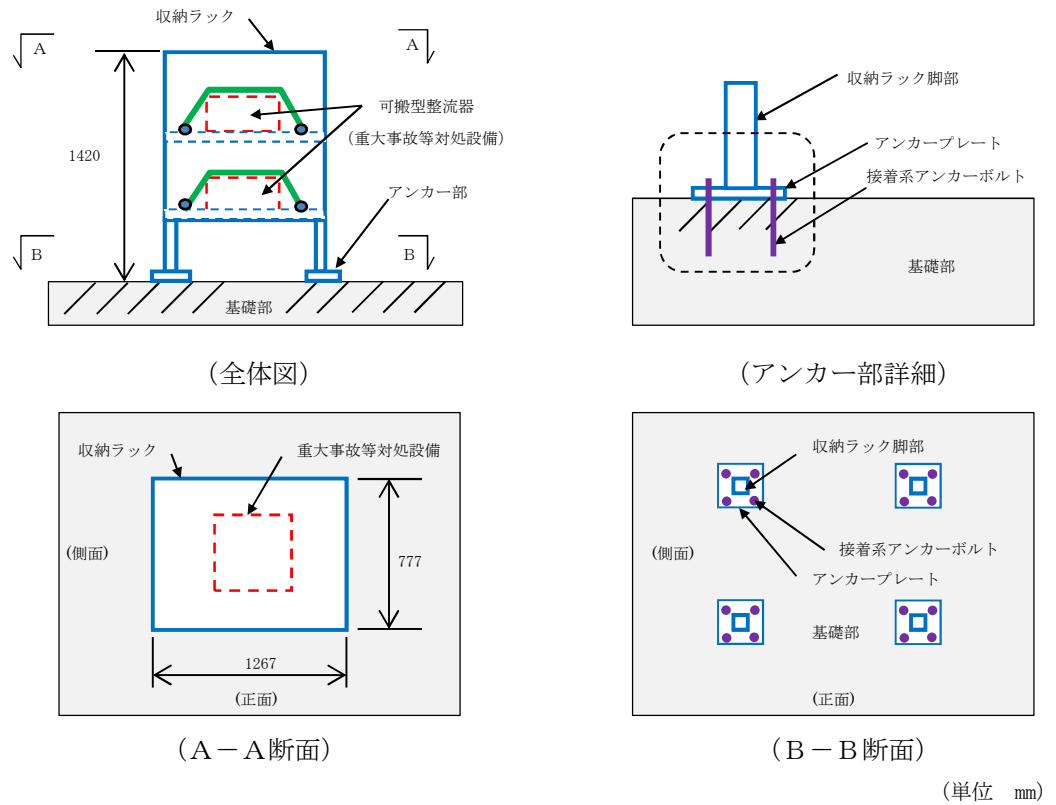 収納ラック
A
A
可搬型整流器
(重大事故等対処設備)
1420
アンカー部
B
B
基礎部
(全体図)
収納ラック脚部
アンカープレート
接着系アンカーボルト
基礎部
(アンカー部詳細)
収納ラック
重大事故等対処設備
(側面)
777
1267
(正面)
(A-A断面)
収納ラック脚部
(側面)
接着系アンカーボルト
アンカープレート
基礎部
(正面)
(B-B断面)
(単位 mm)